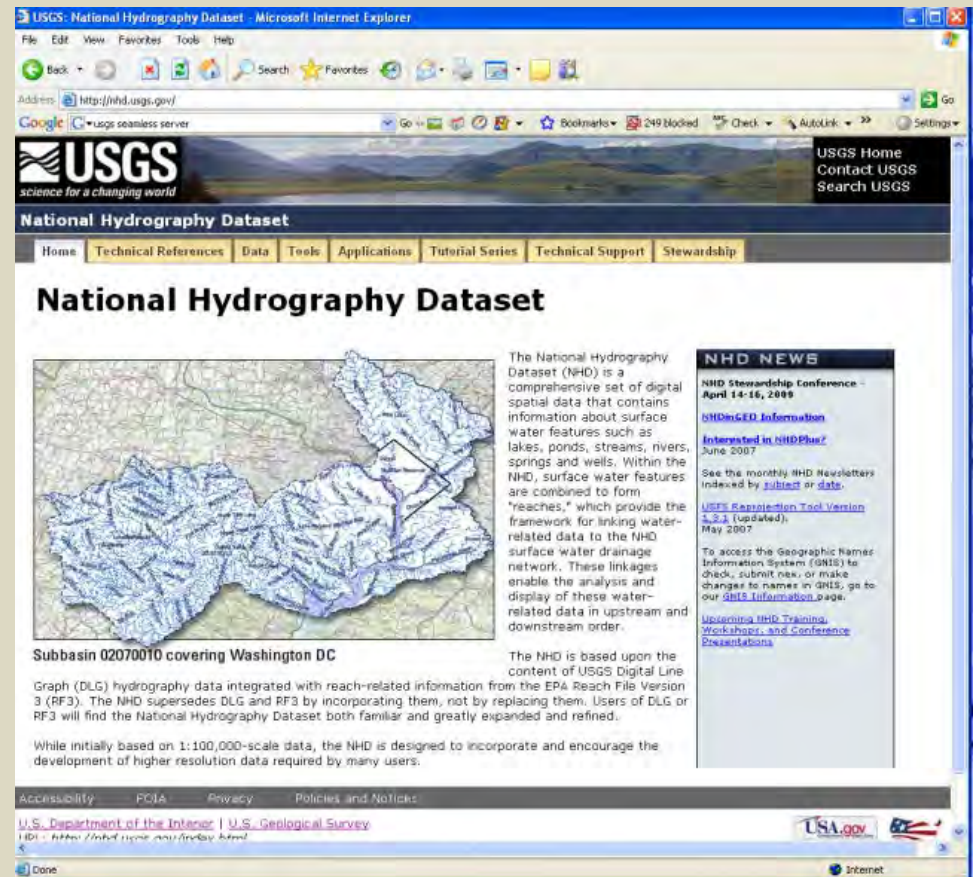 USGS: National Hydrography Dataset - Microsoft Internet Explorer
File Edit View Favorites Tools Help
Back Search Favorites
Address http://nhd.usgs.gov/ Go
Google usgs seamless server Go Bookmarks 249 blocked Check AutoLink Settings
USGS
science for a changing world
USGS Home
Contact USGS
Search USGS
National Hydrography Dataset
Home Technical References Data Tools Applications Tutorial Series Technical Support Stewardship
National Hydrography Dataset
Subbasin 02070010 covering Washington DC
The National Hydrography
Dataset (NHD) is a
comprehensive set of digital
spatial data that contains
information about surface
water features such as
lakes, ponds, streams, rivers,
springs and wells. Within the
NHD, surface water features
are combined to form
"reaches," which provide the
framework for linking water-
related data to the NHD
surface water drainage
network. These linkages
enable the analysis and
display of these water-
related data in upstream and
downstream order.
The NHD is based upon the
content of USGS Digital Line
Graph (DLG) hydrography data integrated with reach-related information from the EPA Reach File Version
3 (RF3). The NHD supersedes DLG and RF3 by incorporating them, not by replacing them. Users of DLG or
RF3 will find the National Hydrography Dataset both familiar and greatly expanded and refined.
While initially based on 1:100,000-scale data, the NHD is designed to incorporate and encourage the
development of higher resolution data required by many users.
NHD NEWS
NHD Stewardship Conference -
April 14-16, 2009
NHDinGEO Information
Interested in NHDPlus?
June 2007
See the monthly NHD Newsletters
indexed by subject or date.
USFS Reprojection Tool Version
1.3.1 (updated).
May 2007
To access the Geographic Names
Information System (GNIS) to
check, submit new, or make
changes to names in GNIS, go to
our GNIS Information page.
Upcoming NHD Training,
Workshops, and Conference
Presentations
Accessibility FOIA Privacy Policies and Notices
U.S. Department of the Interior | U.S. Geological Survey
URL: http://nhd.usgs.gov/index.html
USA.gov
Done Internet